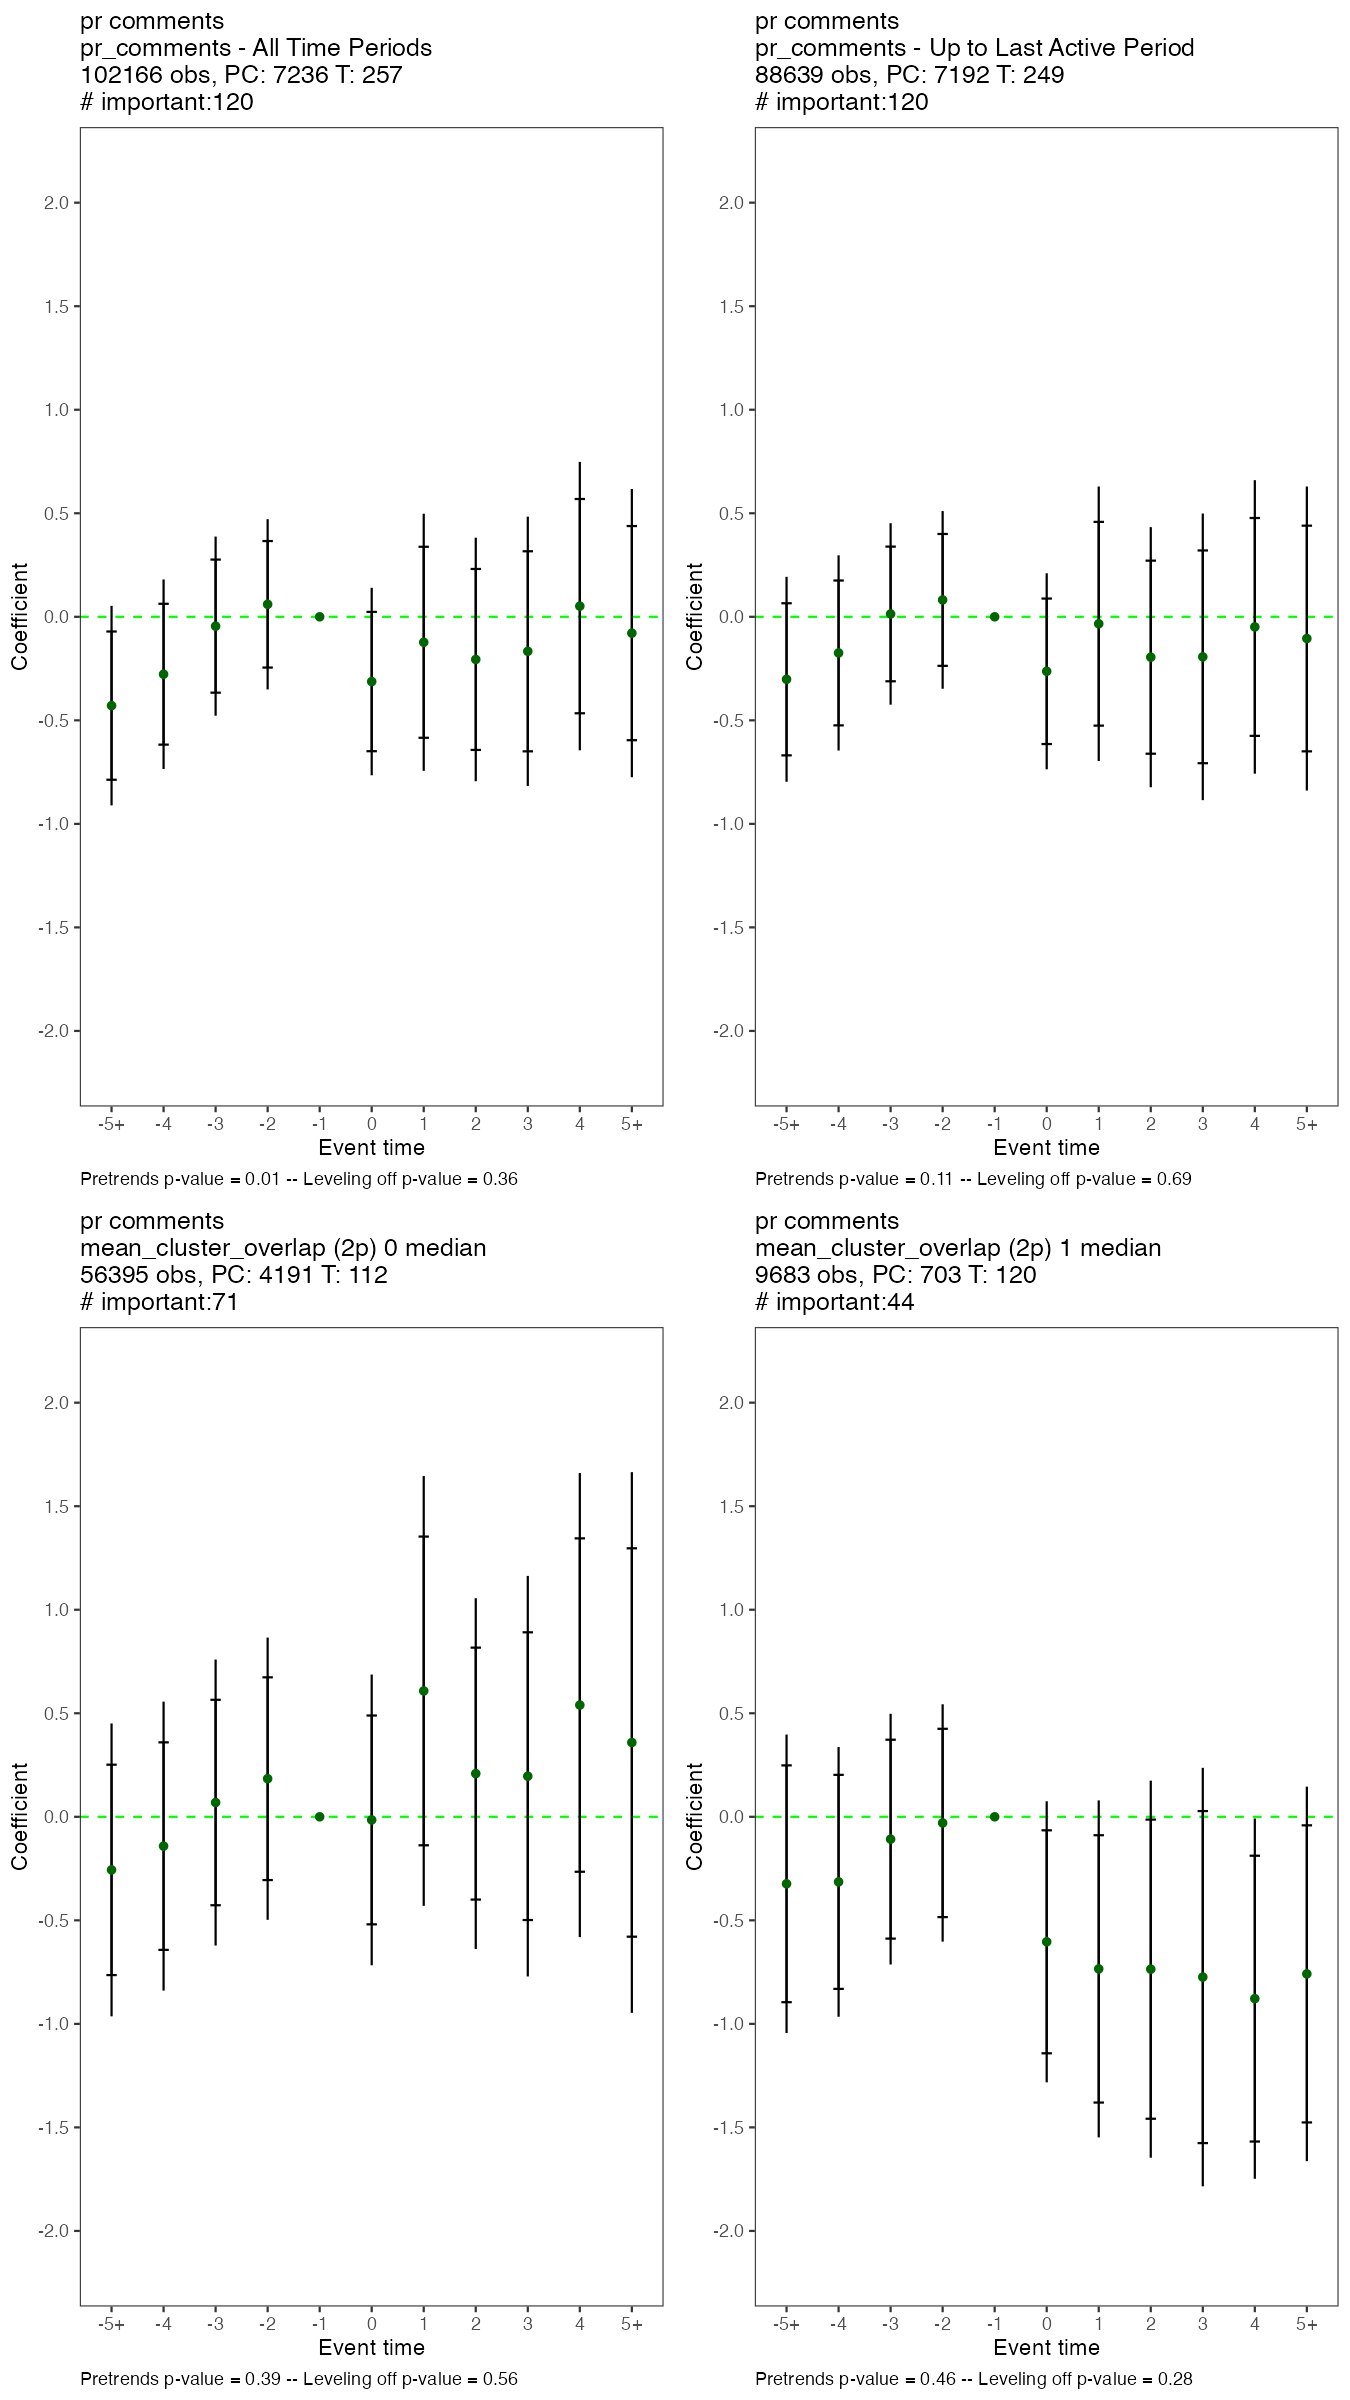 pr comments
pr_comments - All Time Periods
102166 obs, PC: 7236 T: 257
# important:120
2.0
1.5
1.0
0.5
0.0
-0.5
-1.0
-1.5
-2.0
Coefficient
-5+ -4 -3 -2 -1 0 1 2 3 4 5+
Event time
Pretrends p-value = 0.01 -- Leveling off p-value = 0.36
pr comments
pr_comments - Up to Last Active Period
88639 obs, PC: 7192 T: 249
# important:120
2.0
1.5
1.0
0.5
0.0
-0.5
-1.0
-1.5
-2.0
Coefficient
-5+ -4 -3 -2 -1 0 1 2 3 4 5+
Event time
Pretrends p-value = 0.11 -- Leveling off p-value = 0.69
pr comments
mean_cluster_overlap (2p) 0 median
56395 obs, PC: 4191 T: 112
# important:71
2.0
1.5
1.0
0.5
0.0
-0.5
-1.0
-1.5
-2.0
Coefficient
-5+ -4 -3 -2 -1 0 1 2 3 4 5+
Event time
Pretrends p-value = 0.39 -- Leveling off p-value = 0.56
pr comments
mean_cluster_overlap (2p) 1 median
9683 obs, PC: 703 T: 120
# important:44
2.0
1.5
1.0
0.5
0.0
-0.5
-1.0
-1.5
-2.0
Coefficient
-5+ -4 -3 -2 -1 0 1 2 3 4 5+
Event time
Pretrends p-value = 0.46 -- Leveling off p-value = 0.28